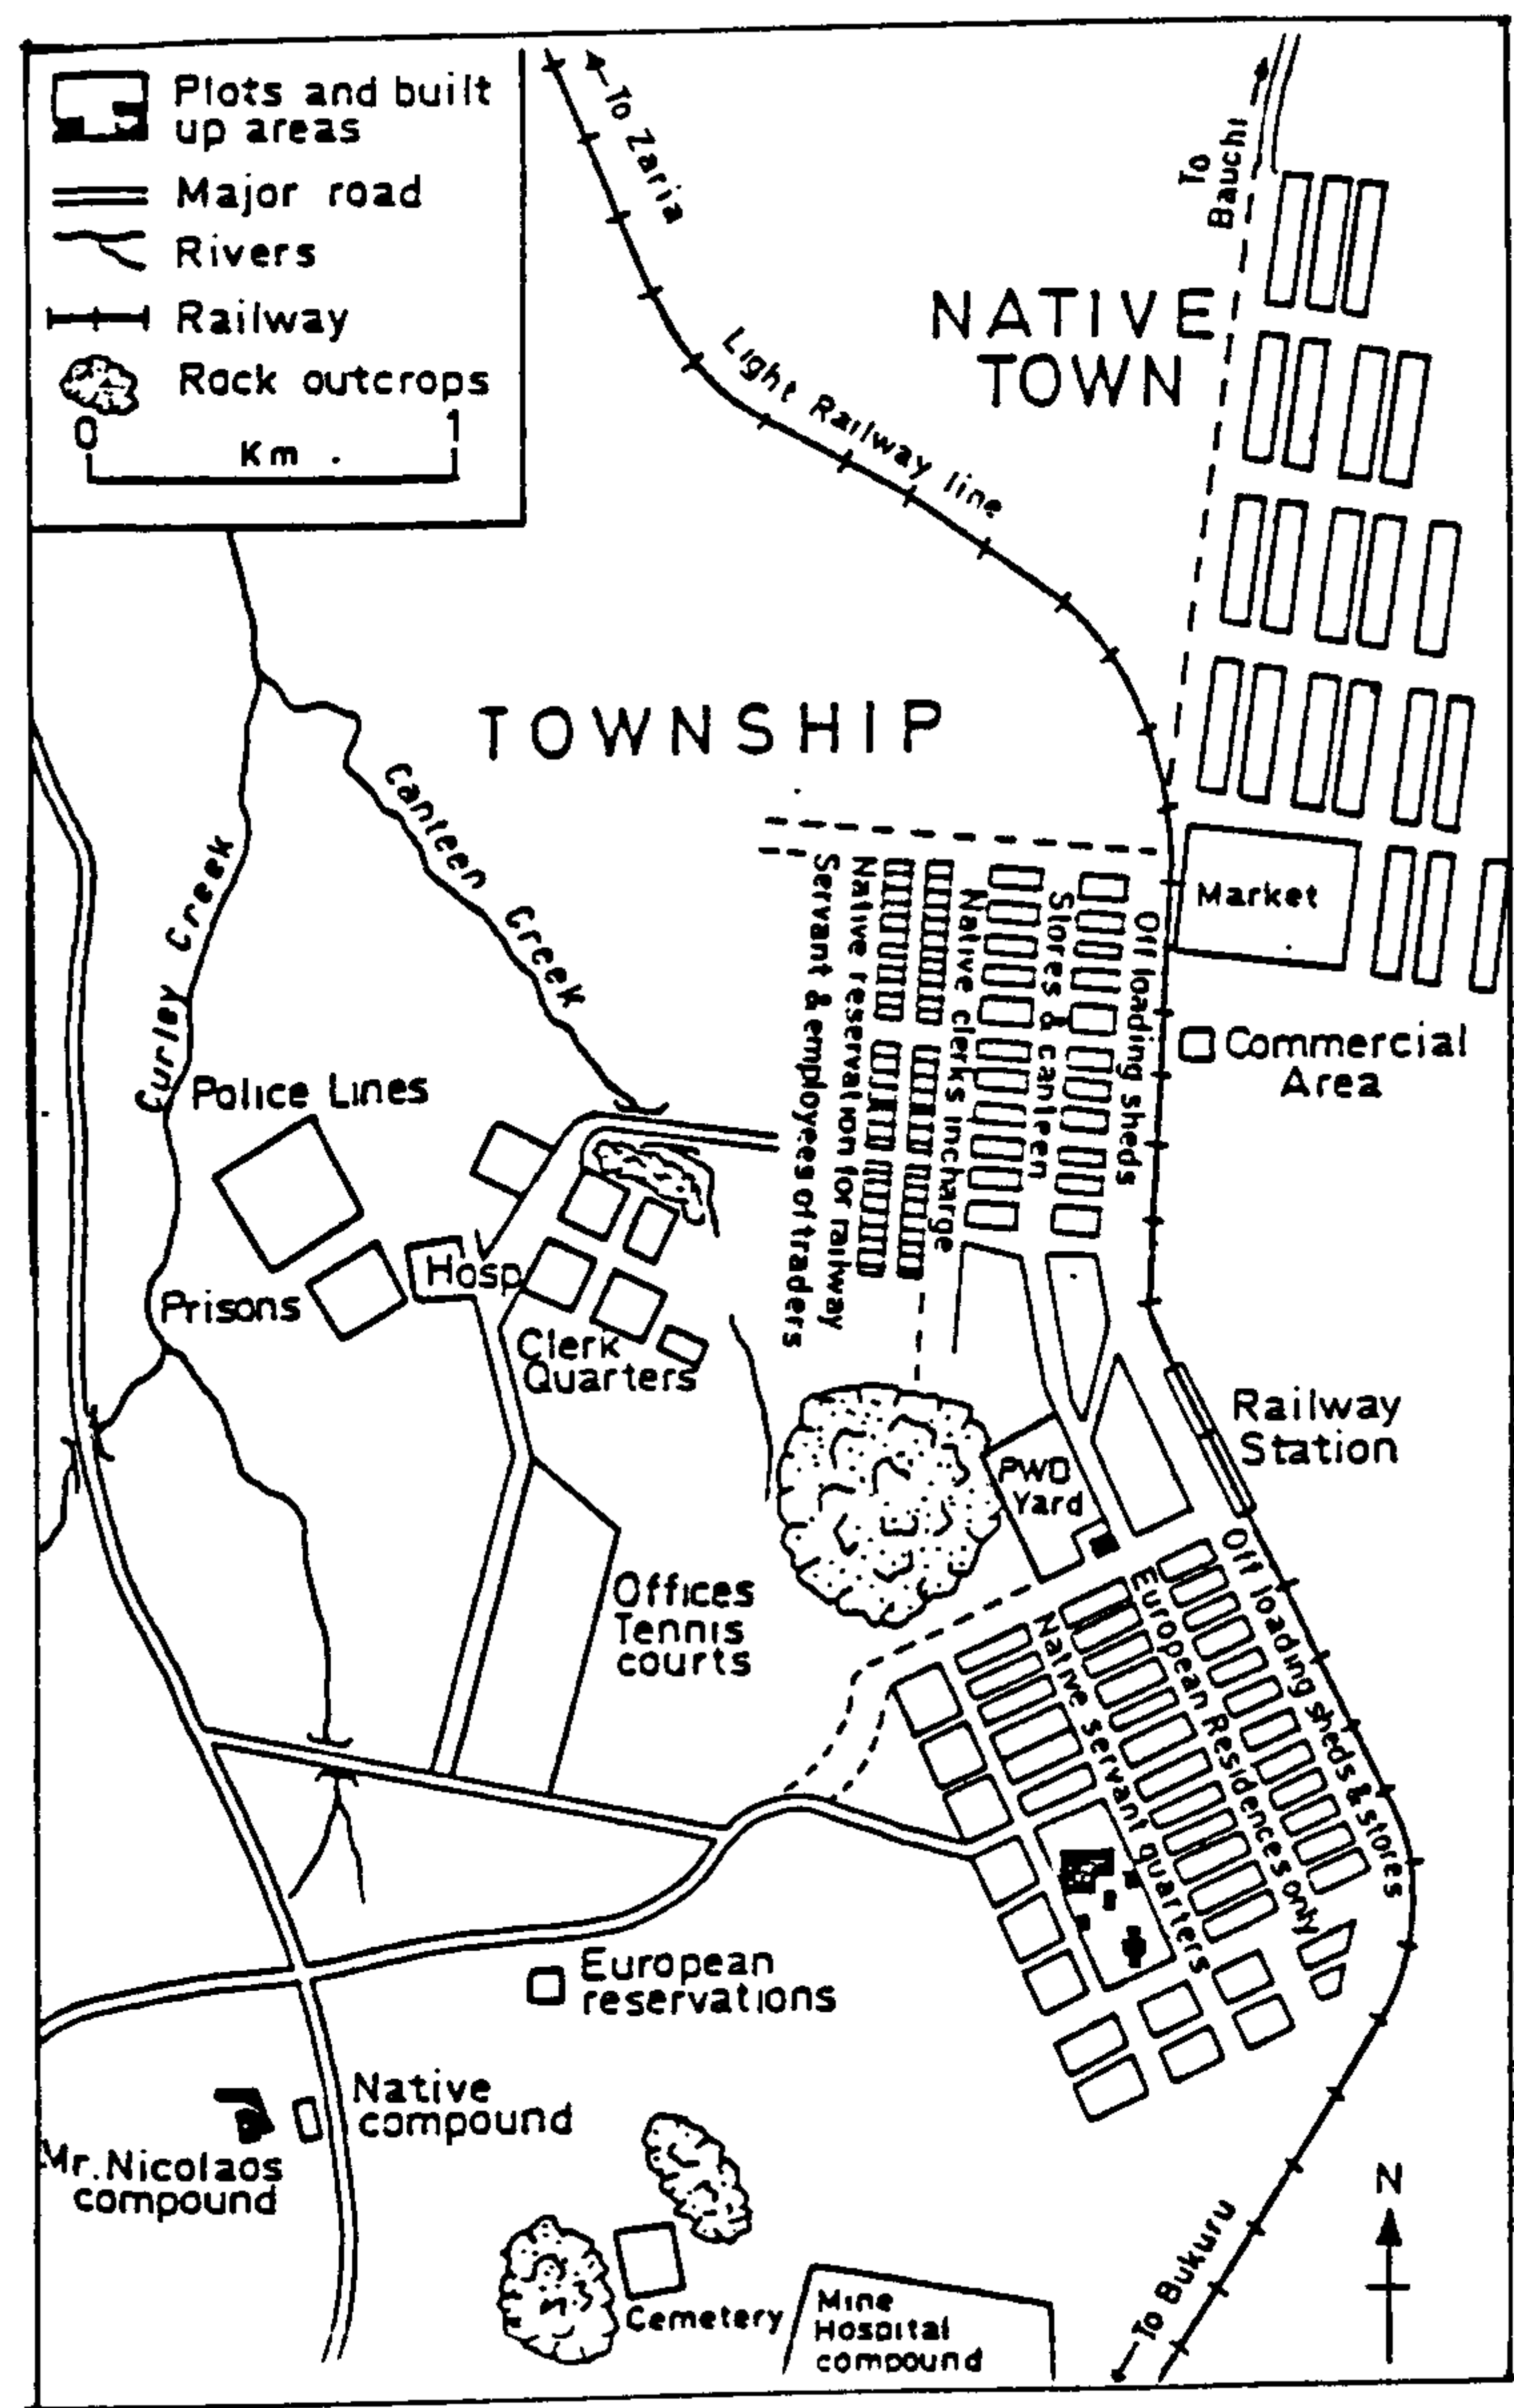 Plots and built
up areas
Major road
Rivers
Railway
Rock outcrops
0
1
Km
To Zaria
To
Bauchi
NATIVE
TOWN
Light Railway line
TOWNSHIP
Canteen Creek
Curley Creek
Market
Off loading sheds
Stores & canteen
Native clerks incharge
Native reservation for railway
Servant & employees of traders
Commercial
Area
Police Lines
Prisons
Hosp
Clerk
Quarters
Railway
Station
PWD
Yard
Offices
Tennis
courts
Off loading sheds & stores
European Residences only
Native servant quarters
European
reservations
Native
compound
Mr. Nicolaos
compound
Cemetery
Mine
Hospital
compound
To Bukuru
N